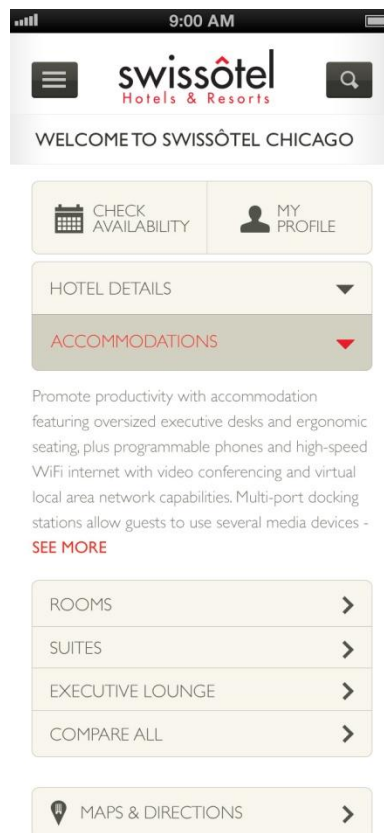 9:00 AM
swissôtel
Hotels & Resorts
WELCOME TO SWISSÔTEL CHICAGO
CHECK
AVAILABILITY
MY
PROFILE
HOTEL DETAILS
ACCOMMODATIONS
Promote productivity with accommodation
featuring oversized executive desks and ergonomic
seating, plus programmable phones and high-speed
WiFi internet with video conferencing and virtual
local area network capabilities. Multi-port docking
stations allow guests to use several media devices -
SEE MORE
ROOMS
SUITES
EXECUTIVE LOUNGE
COMPARE ALL
MAPS & DIRECTIONS